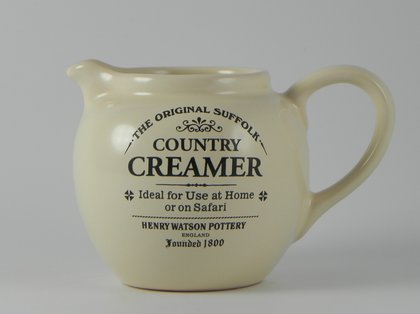 THE ORIGINAL SUFFOLK
COUNTRY
CREAMER
Ideal for Use at Home
or on Safari
HENRY WATSON POTTERY
ENGLAND
Founded 1800